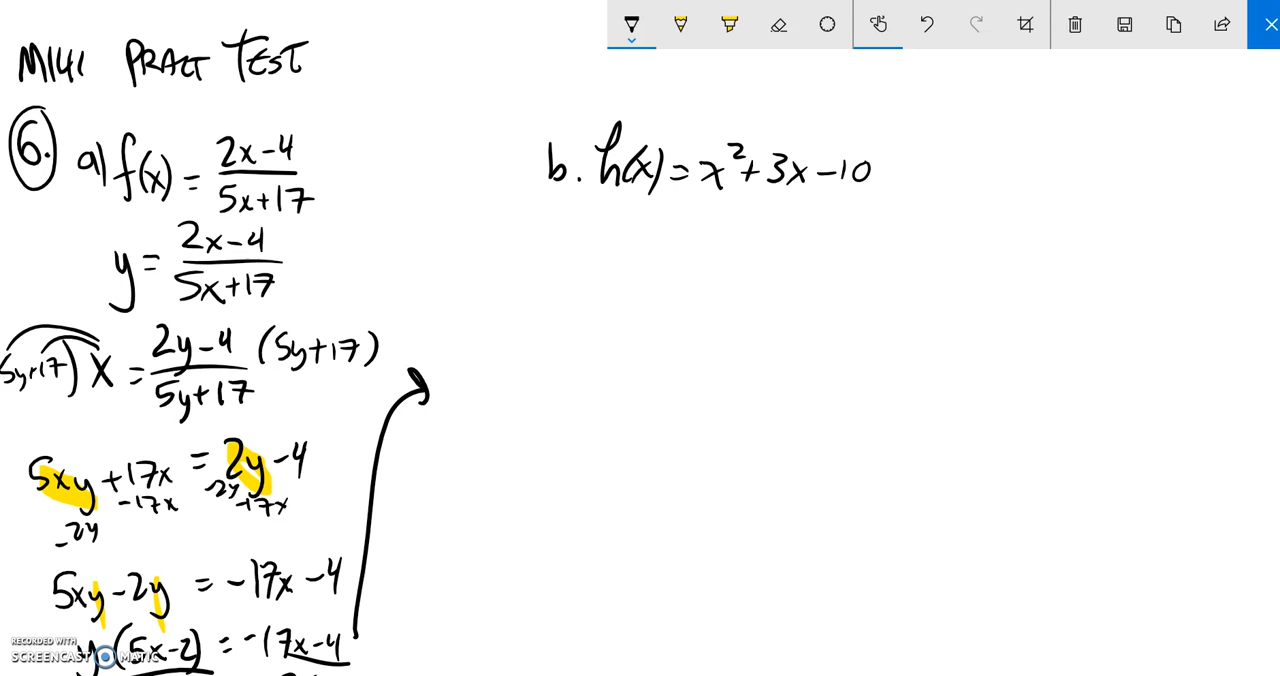 M141 PRACT TEST
6. a) f(x) = 2x-4 / 5x+17
y = 2x-4 / 5x+17
5y+17) x = 2y-4 / 5y+17 (5y+17)
5xy + 17x = 2y - 4
-2y -17x -2y -17x
5xy - 2y = -17x - 4
y(5x-2) = -17x-4
b. h(x) = x² + 3x - 10
RECORDED WITH
SCREENCAST MATIC